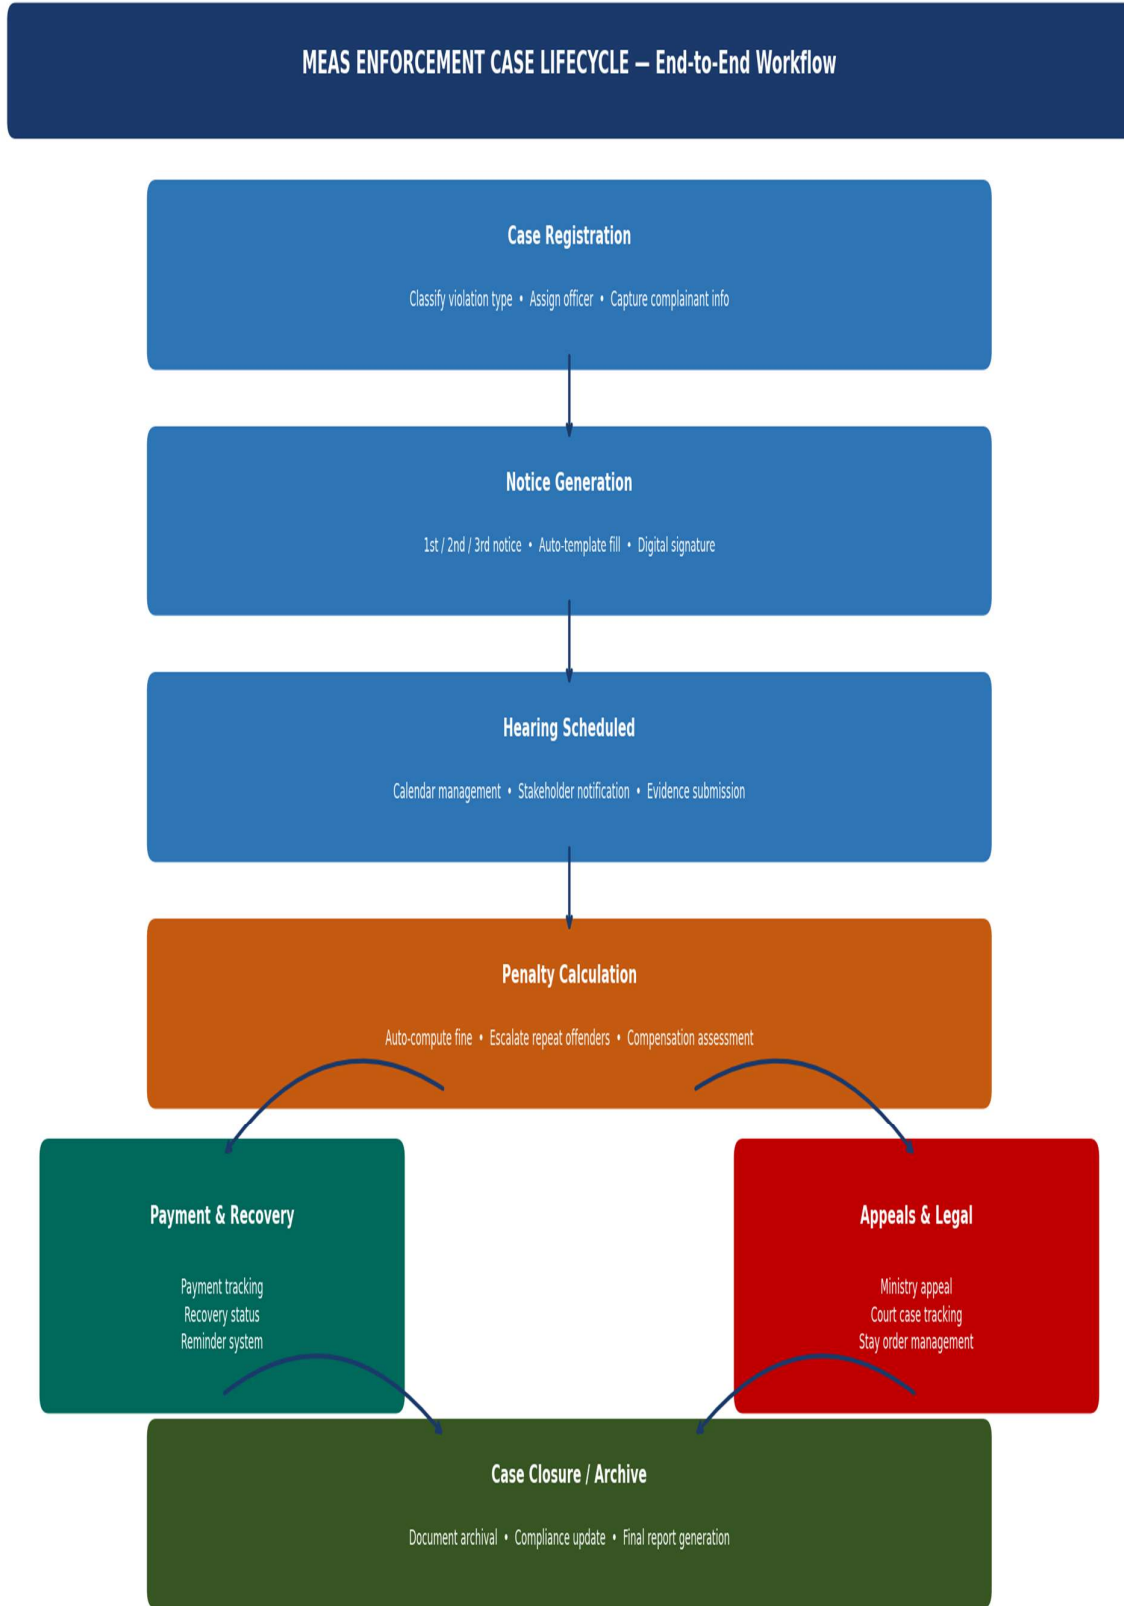 MEAS ENFORCEMENT CASE LIFECYCLE — End-to-End Workflow
Case Registration
Classify violation type • Assign officer • Capture complainant info
Notice Generation
1st / 2nd / 3rd notice • Auto-template fill • Digital signature
Hearing Scheduled
Calendar management • Stakeholder notification • Evidence submission
Penalty Calculation
Auto-compute fine • Escalate repeat offenders • Compensation assessment
Payment & Recovery
Payment tracking
Recovery status
Reminder system
Appeals & Legal
Ministry appeal
Court case tracking
Stay order management
Case Closure / Archive
Document archival • Compliance update • Final report generation